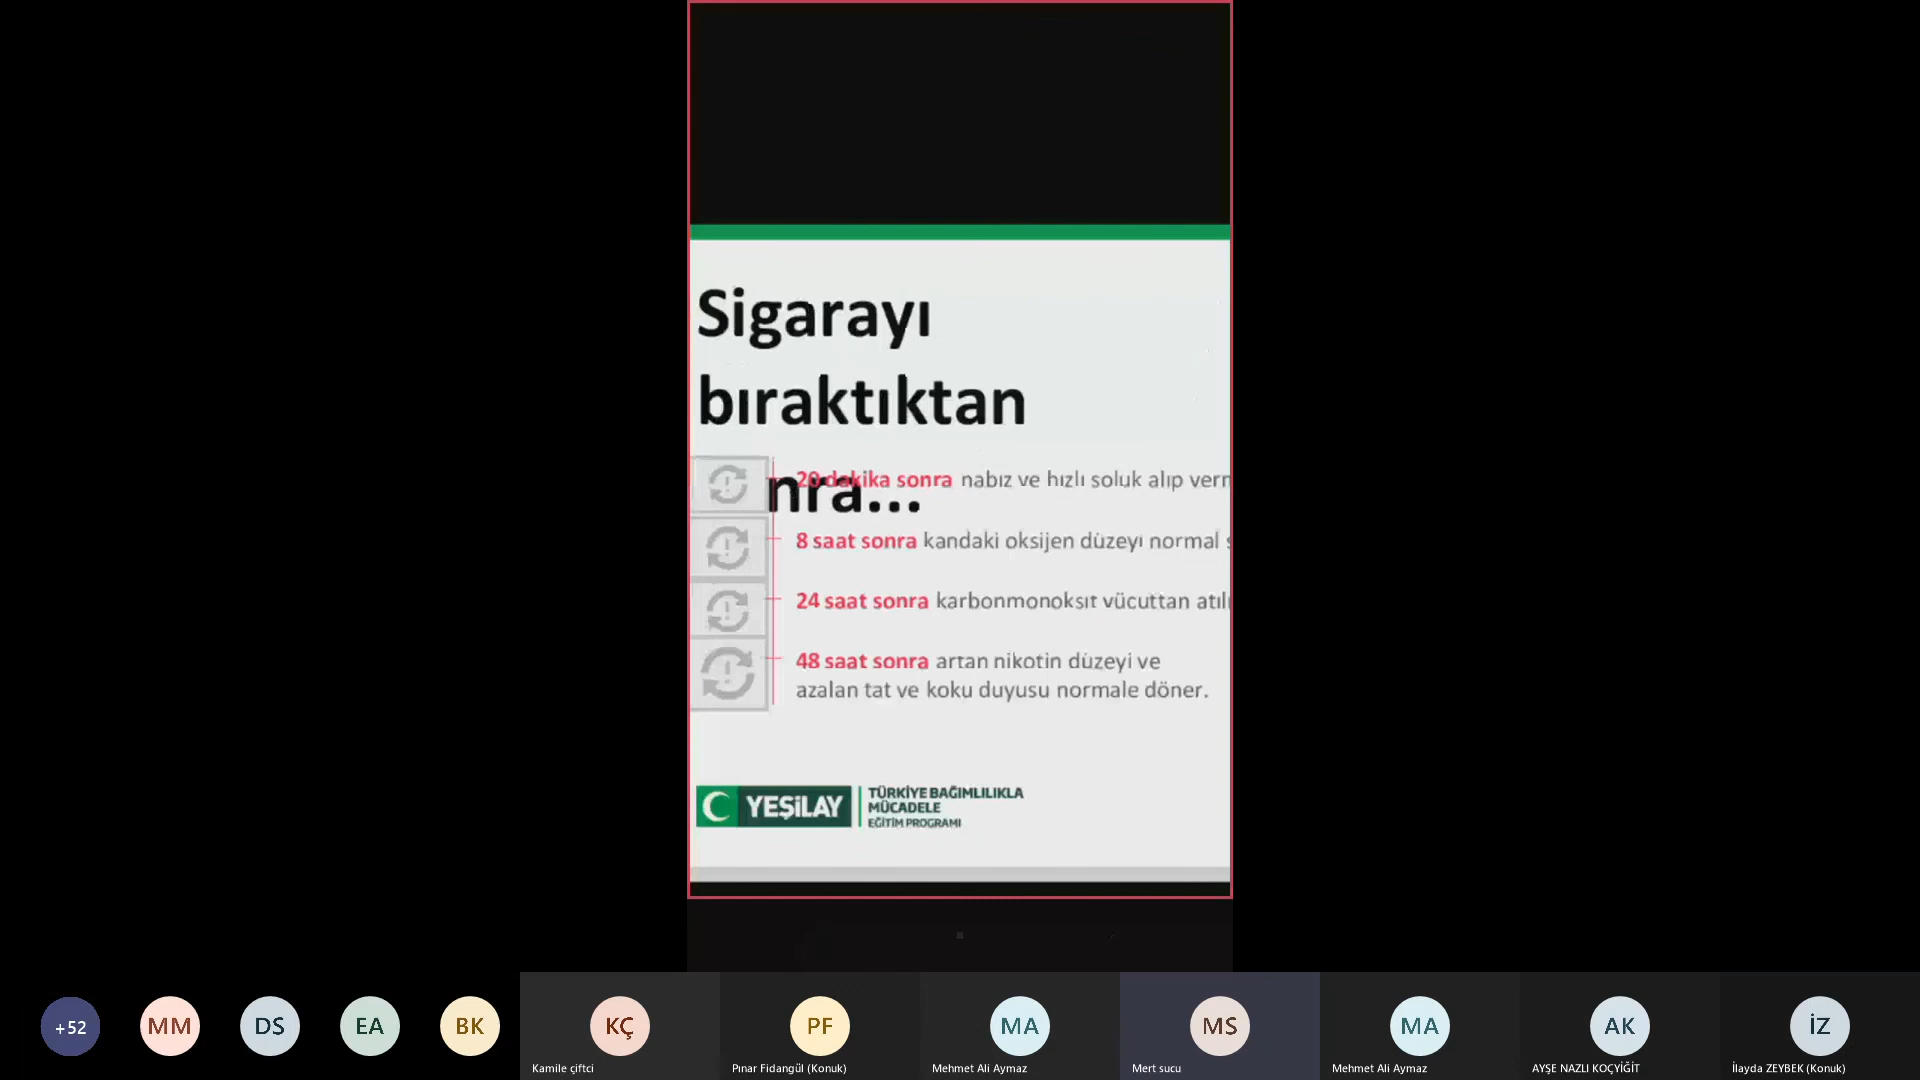 Sigarayı
bıraktıktan
nra...
20 dakika sonra nabız ve hızlı soluk alıp
8 saat sonra kandaki oksijen düzeyi normal
24 saat sonra karbonmonoksit vücuttan
48 saat sonra artan nikotin düzeyi ve
azalan tat ve koku duyusu normale döner.
YEŞİLAY
TÜRKİYE BAĞIMLILIKLA
MÜCADELE
EĞİTİM PROGRAMI
+52
MM
DS
EA
BK
KÇ
PF
MA
MS
MA
AK
İZ
Kamile çiftci
Pınar Fidangül (Konuk)
Mehmet Ali Aymaz
Mert sucu
Mehmet Ali Aymaz
AYŞE NAZLI KOÇYİĞİT
İlayda ZEYBEK (Konuk)